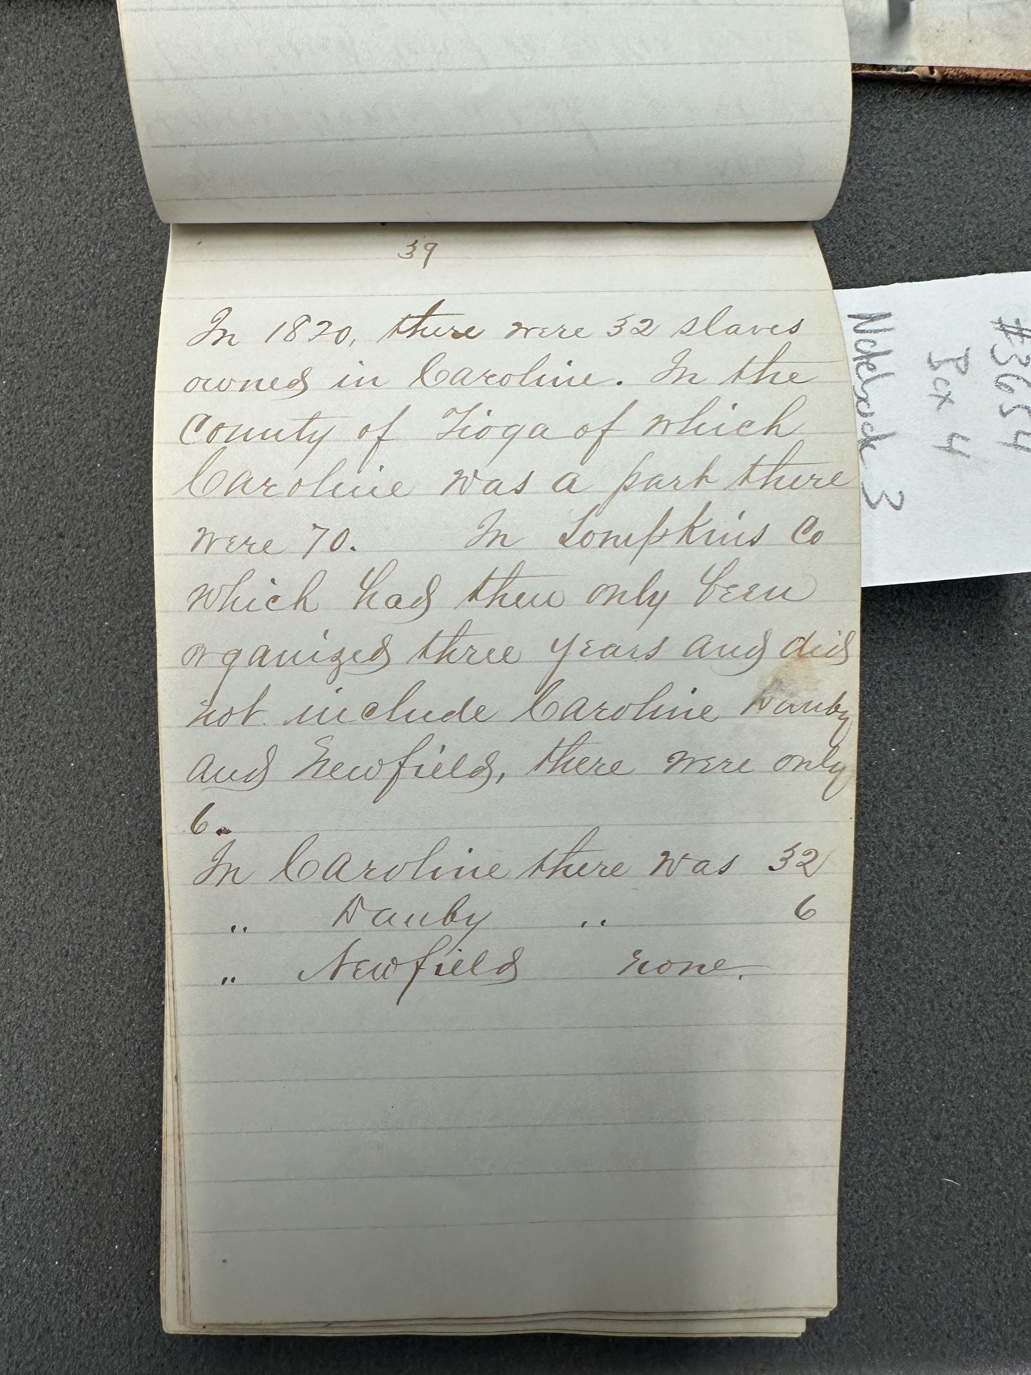 39
In 1820, there were 32 slaves
owned in Caroline. In the
County of Tioga of which
Caroline was a part there
were 70. In Tompkins Co
which had then only been
organized three years and did
not include Caroline Danby
and Newfield, there were only
6.
In Caroline there was 32
" Danby " 6
" Newfield none.
#3654
Box 4
Notebook 3